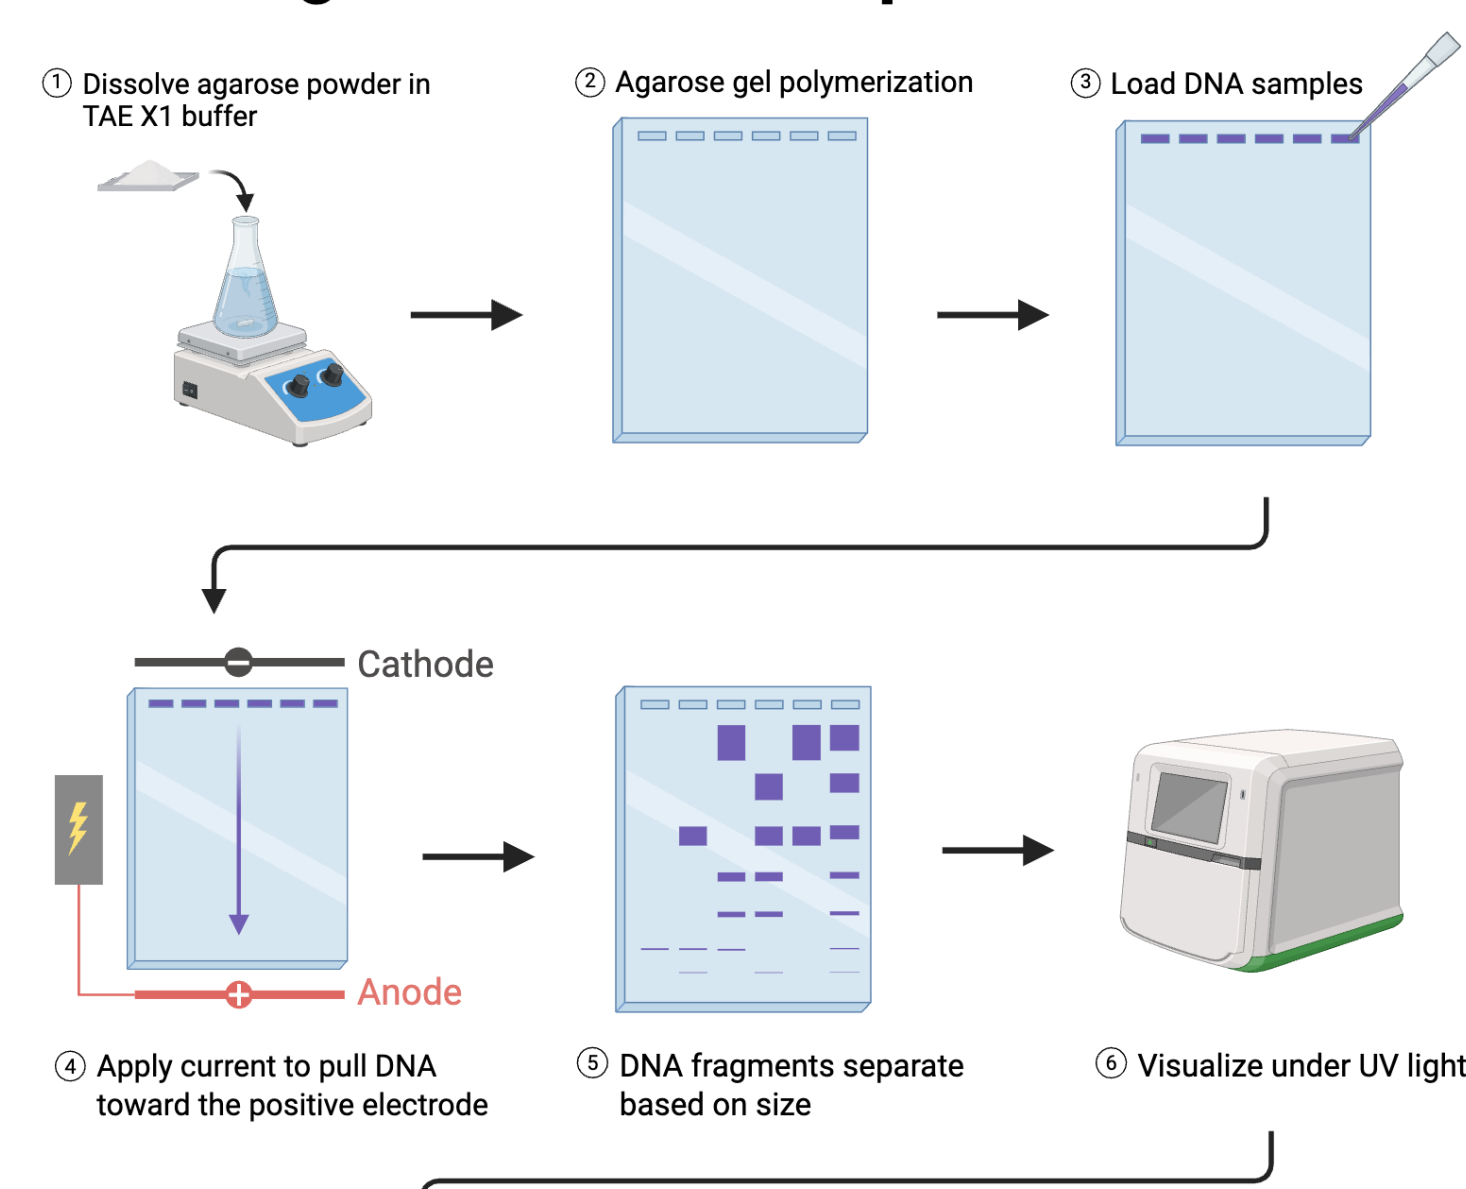 ① Dissolve agarose powder in
TAE X1 buffer
② Agarose gel polymerization
③ Load DNA samples
Cathode
Anode
④ Apply current to pull DNA
toward the positive electrode
⑤ DNA fragments separate
based on size
⑥ Visualize under UV light